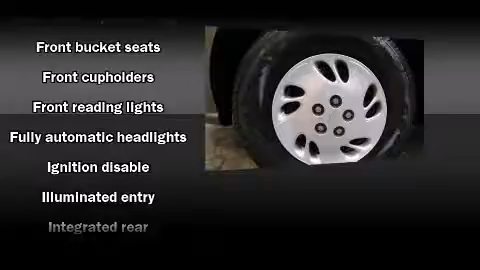 Front bucket seats
Front cupholders
Front reading lights
Fully automatic headlights
Ignition disable
Illuminated entry
Integrated rear